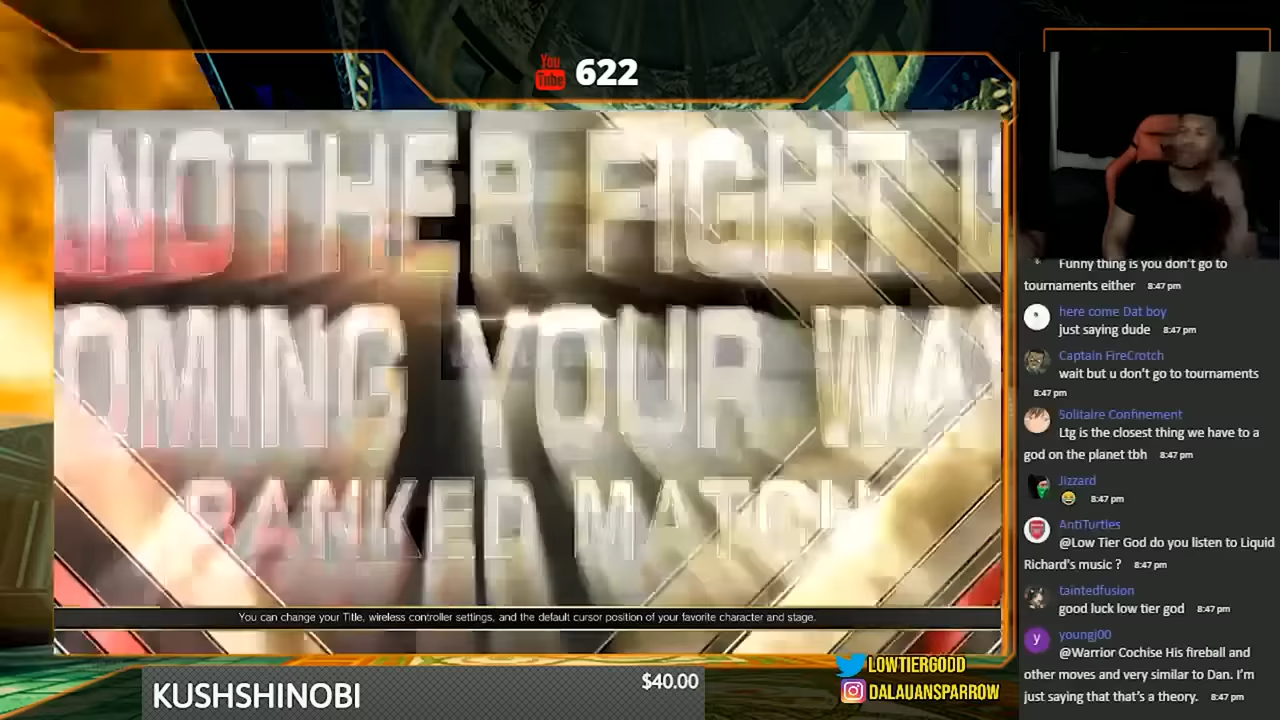 You Tube 622
NOTHER FIGHT
OMING YOUR WA
RANKED MATCH
You can change your Title, wireless controller settings, and the default cursor position of your favorite character and stage.
KUSHSHINOBI
$40.00
LOWTIERGODD
DALAUANSPARROW
Funny thing is you don't go to
tournaments either 8:47 pm
here come Dat boy
just saying dude 8:47 pm
Captain FireCrotch
wait but u don't go to tournaments
8:47 pm
Solitaire Confinement
Ltg is the closest thing we have to a
god on the planet tbh 8:47 pm
Jizzard
😂 8:47 pm
AntiTurtles
@Low Tier God do you listen to Liquid
Richard's music ? 8:47 pm
taintedfusion
good luck low tier god 8:47 pm
y youngj00
@Warrior Cochise His fireball and
other moves and very similar to Dan. I'm
just saying that that's a theory. 8:47 pm